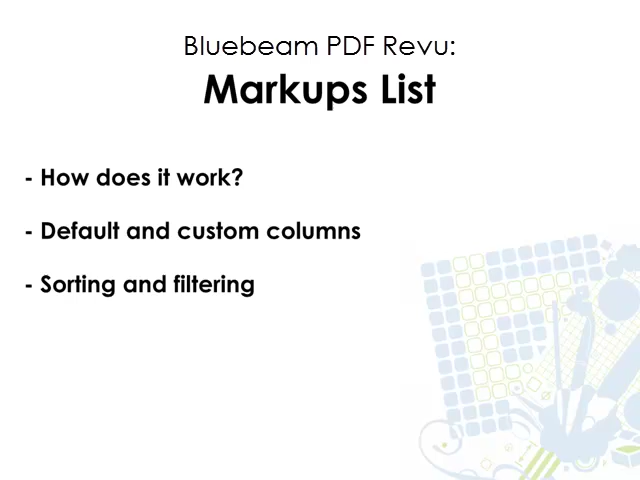 Bluebeam PDF Revu:
Markups List
- How does it work?
- Default and custom columns
- Sorting and filtering